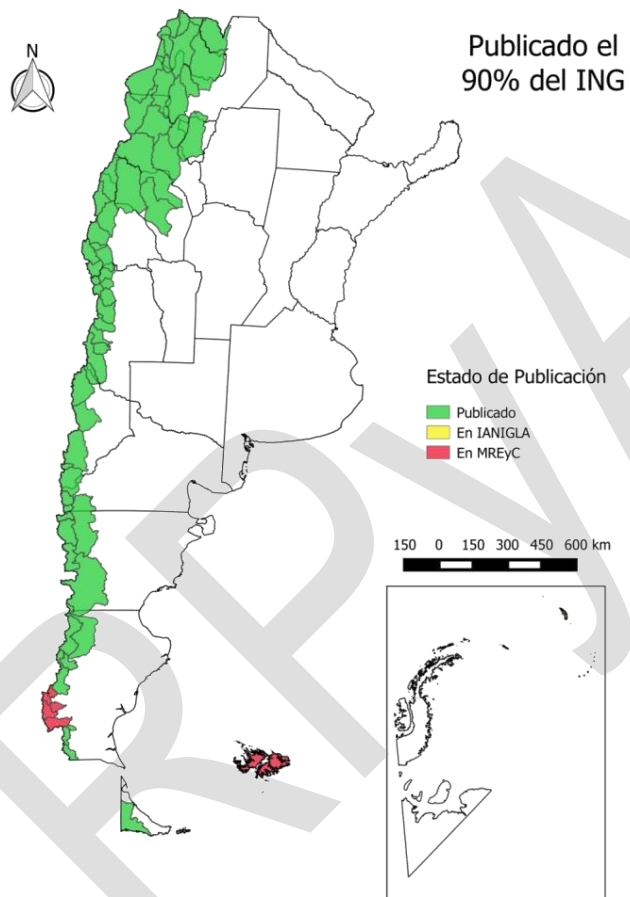 N
Publicado el
90% del ING
Estado de Publicación
Publicado
En IANIGLA
En MREyC
150 0 150 300 450 600 km
RPyA